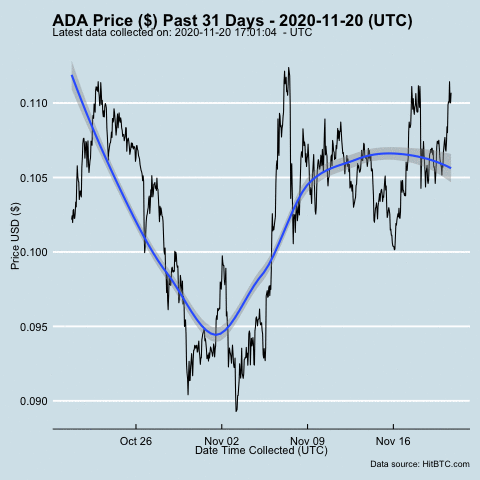 ADA Price ($) Past 31 Days - 2020-11-20 (UTC)
Latest data collected on: 2020-11-20 17:01:04 - UTC
0.110
0.105
0.100
0.095
0.090
Price USD ($)
Oct 26
Nov 02
Nov 09
Nov 16
Date Time Collected (UTC)
Data source: HitBTC.com